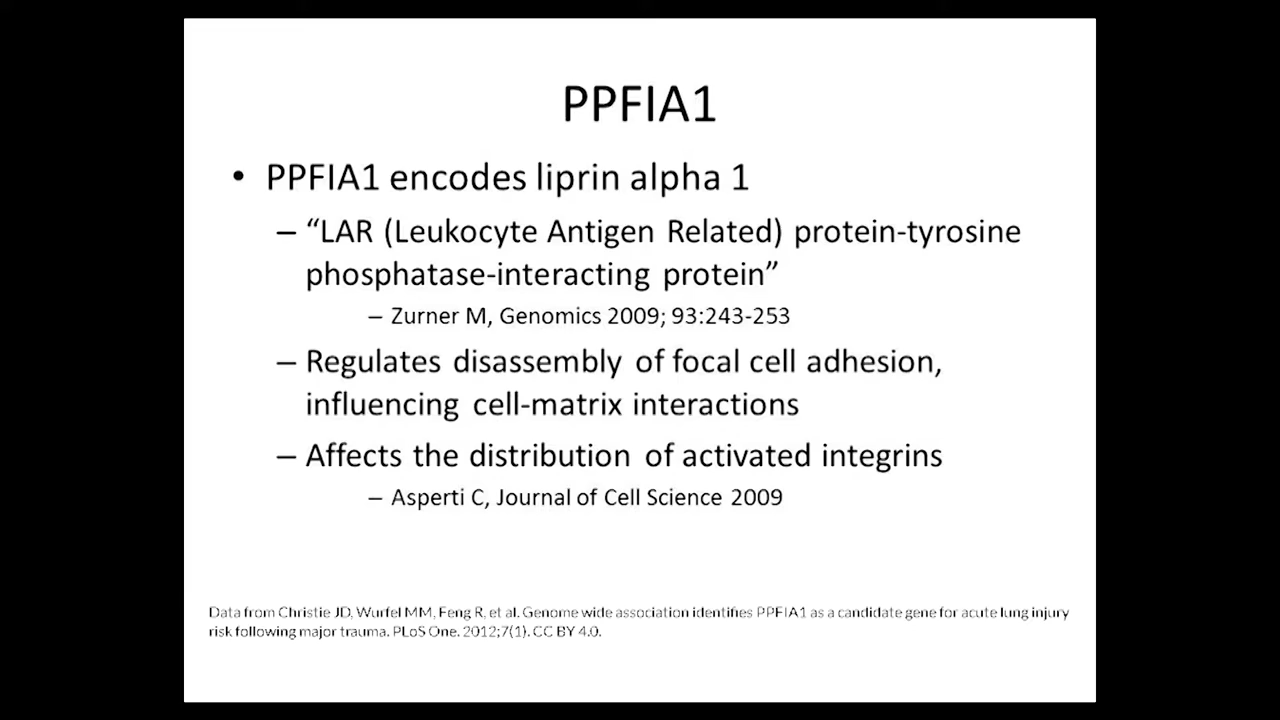 PPFIA1
• PPFIA1 encodes liprin alpha 1
– “LAR (Leukocyte Antigen Related) protein-tyrosine
phosphatase-interacting protein”
– Zurner M, Genomics 2009; 93:243-253
– Regulates disassembly of focal cell adhesion,
influencing cell-matrix interactions
– Affects the distribution of activated integrins
– Asperti C, Journal of Cell Science 2009
Data from Christie JD, Wurfel MM, Feng R, et al. Genome wide association identifies PPFIA1 as a candidate gene for acute lung injury
risk following major trauma. PLoS One. 2012;7(1). CC BY 4.0.